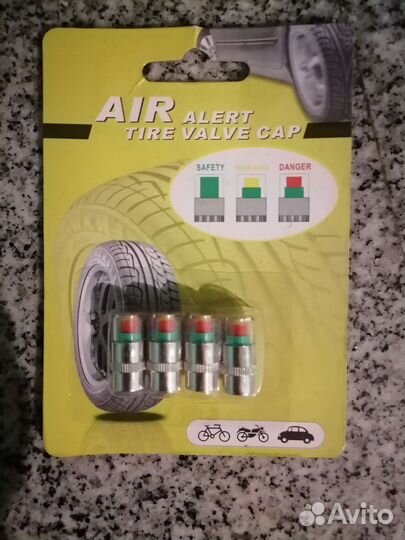 AIR ALERT
TIRE VALVE CAP
SAFETY WARNING DANGER
Avito